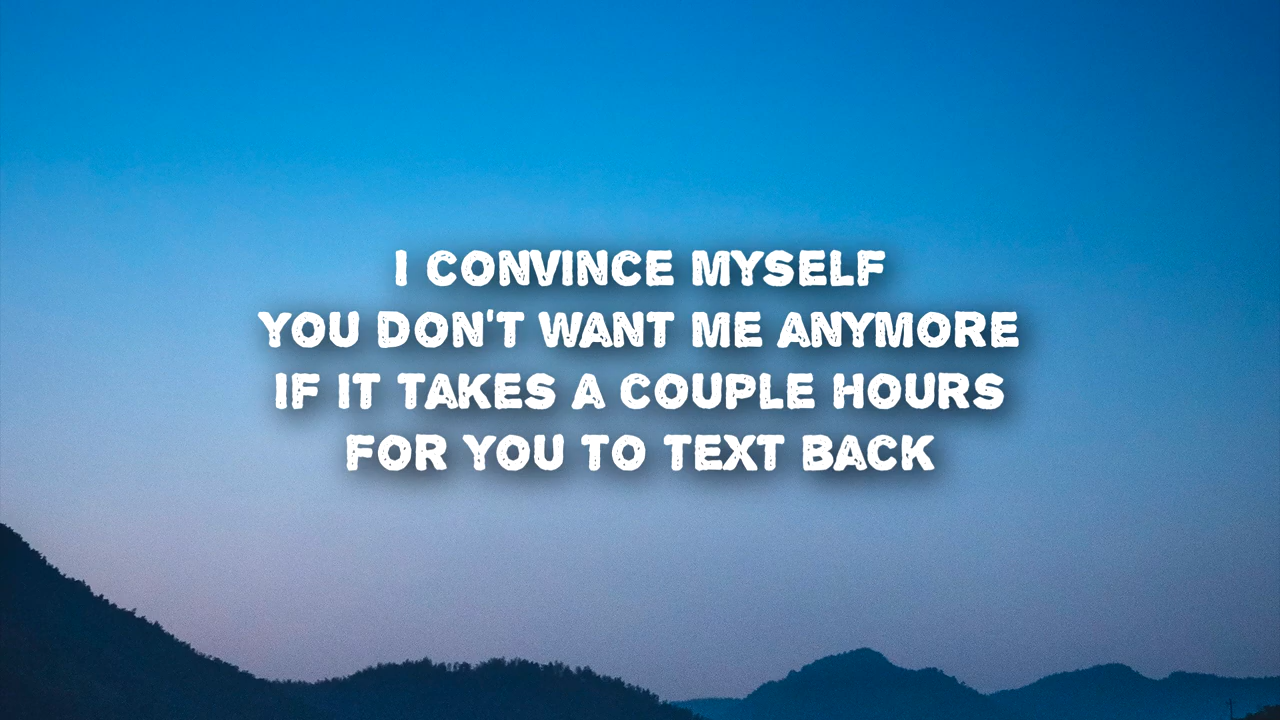 I CONVINCE MYSELF
YOU DON'T WANT ME ANYMORE
IF IT TAKES A COUPLE HOURS
FOR YOU TO TEXT BACK